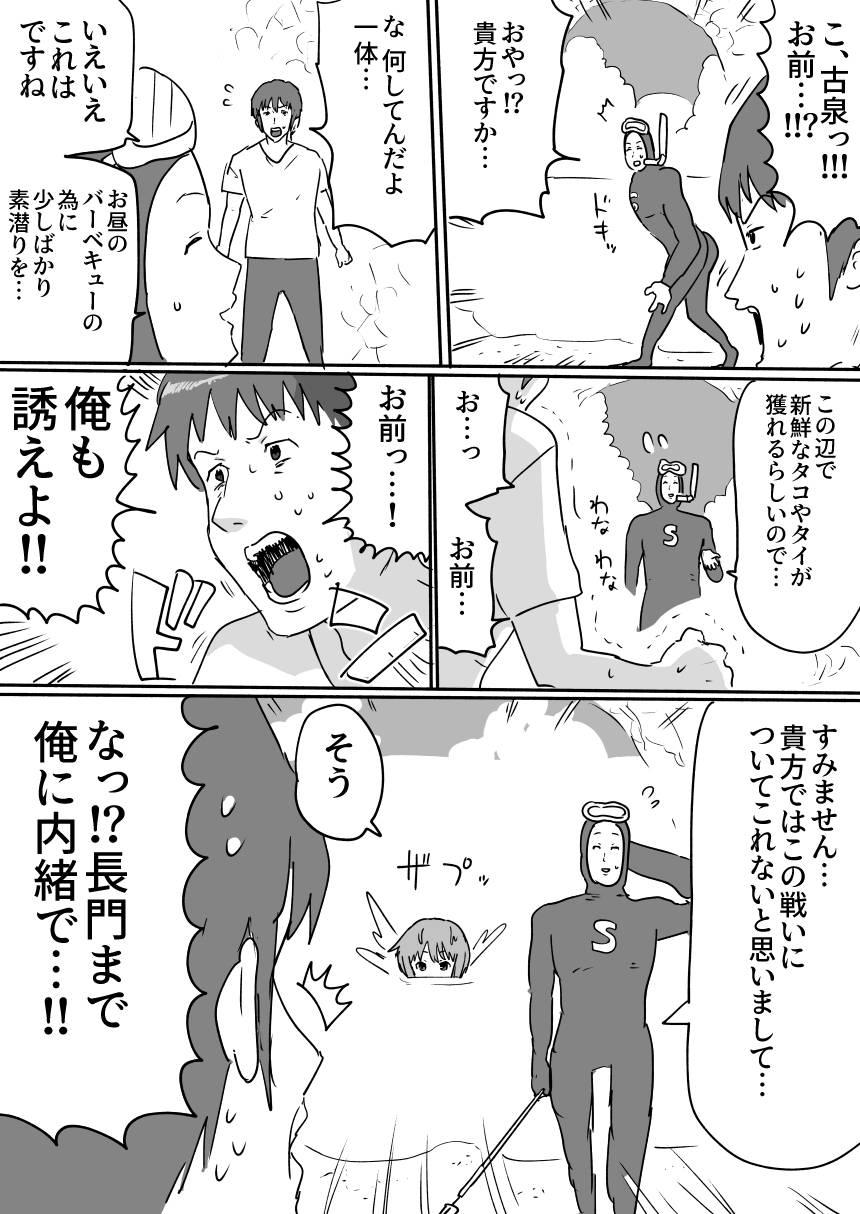 こ、古泉っ!!!
お前…!!?
おやっ!?
貴方ですか…
S
ドキッ
な 何してんだよ
一体…
いえいえ
これは
ですね
お昼の
バーベキューの
為に
少しばかり
素潜りを…
この辺で
新鮮なタコやタイが
獲れるらしいので…
S
わな わな
お…っ
お前…
お前っ…!
俺も
誘えよ!!
ドン
すみません…
貴方ではこの戦いに
ついてこれないと思いまして…
S
ザプッ
そう
なっ!?長門まで
俺に内緒で…!!